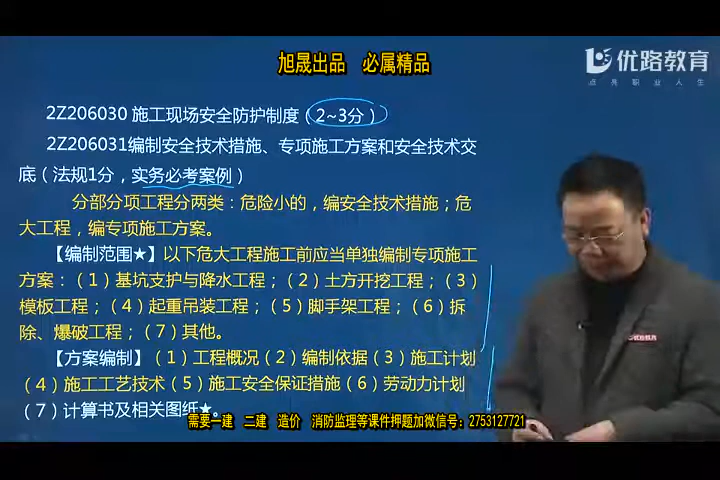 旭晟出品 必属精品
优路教育
点亮职业人生
2Z206030 施工现场安全防护制度（2~3分）
2Z206031编制安全技术措施、专项施工方案和安全技术交
底（法规1分，实务必考案例）
分部分项工程分两类：危险小的，编安全技术措施；危
大工程，编专项施工方案。
【编制范围★】以下危大工程施工前应当单独编制专项施工
方案：（1）基坑支护与降水工程；（2）土方开挖工程；（3）
模板工程；（4）起重吊装工程；（5）脚手架工程；（6）拆
除、爆破工程；（7）其他。
【方案编制】（1）工程概况（2）编制依据（3）施工计划
（4）施工工艺技术（5）施工安全保证措施（6）劳动力计划
（7）计算书及相关图纸★。
优路教育
需要一建 二建 造价 消防监理等课件押题加微信号：2753127721